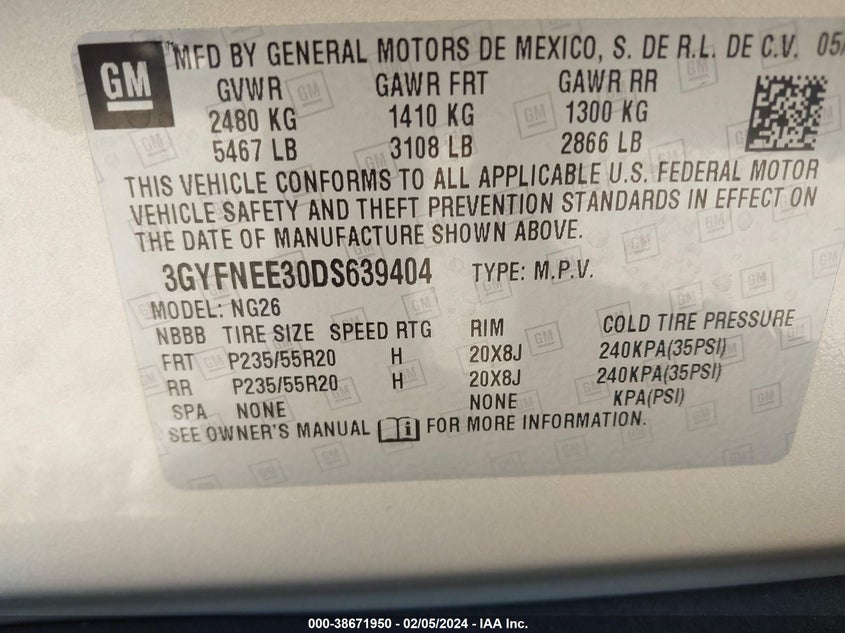 GM
MFD BY GENERAL MOTORS DE MEXICO, S. DE R.L. DE C.V. 05/
GVWR GAWR FRT GAWR RR
2480 KG 1410 KG 1300 KG
5467 LB 3108 LB 2866 LB
THIS VEHICLE CONFORMS TO ALL APPLICABLE U.S. FEDERAL MOTOR
VEHICLE SAFETY AND THEFT PREVENTION STANDARDS IN EFFECT ON
THE DATE OF MANUFACTURE SHOWN ABOVE.
3GYFNEE30DS639404 TYPE: M.P.V.
MODEL: NG26
NBBB TIRE SIZE SPEED RTG RIM COLD TIRE PRESSURE
FRT P235/55R20 H 20X8J 240KPA(35PSI)
RR P235/55R20 H 20X8J 240KPA(35PSI)
SPA NONE NONE KPA(PSI)
SEE OWNER'S MANUAL FOR MORE INFORMATION.
000-38671950 - 02/05/2024 - IAA Inc.